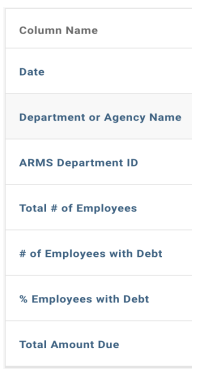 Column Name
Date
Department or Agency Name
ARMS Department ID
Total # of Employees
# of Employees with Debt
% Employees with Debt
Total Amount Due